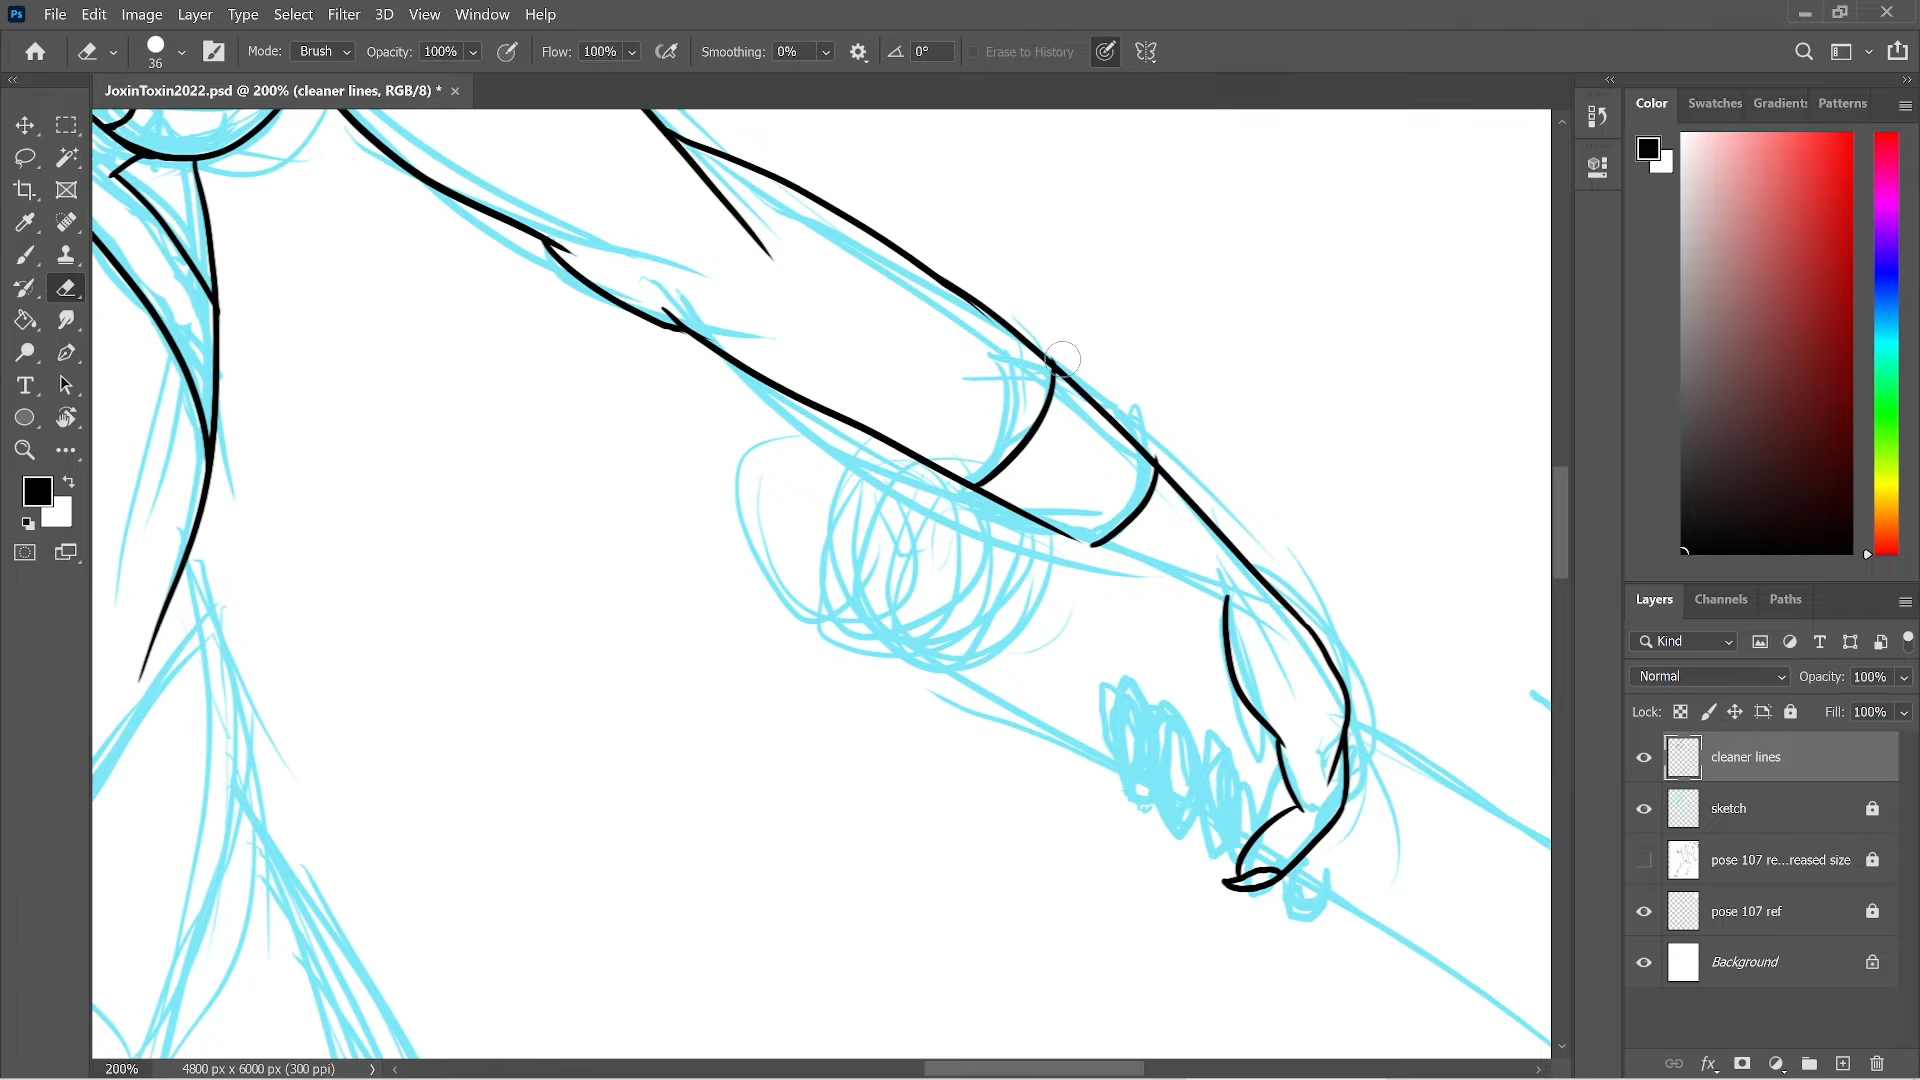 Ps File Edit Image Layer Type Select Filter 3D View Window Help
36 Mode: Brush Opacity: 100% Flow: 100% Smoothing: 0% 0° Erase to History
JoxinToxin2022.psd @ 200% (cleaner lines, RGB/8) *
Color Swatches Gradients Patterns
Layers Channels Paths
Kind
Normal Opacity: 100%
Lock: Fill: 100%
cleaner lines
sketch
pose 107 re...reased size
pose 107 ref
Background
fx
200% 4800 px x 6000 px (300 ppi)